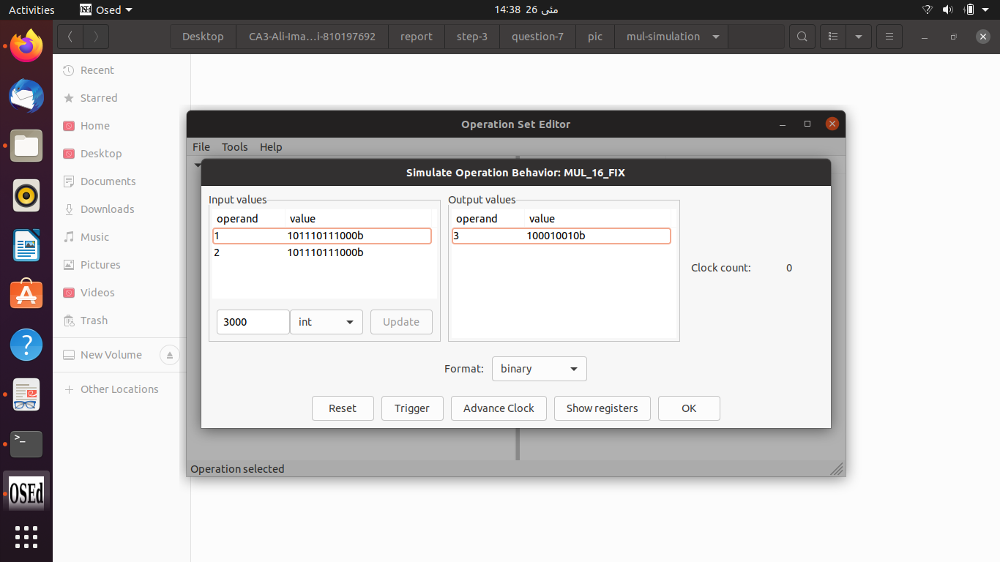 Activities OSEd Osed 14:38 26 مئی
Desktop CA3-Ali-Ima…i-810197692 report step-3 question-7 pic mul-simulation
Recent
Starred
Home
Desktop
Documents
Downloads
Music
Pictures
Videos
Trash
New Volume
Other Locations
Operation Set Editor
File Tools Help
Simulate Operation Behavior: MUL_16_FIX
Input values Output values
operand value operand value
1 101110111000b 3 100010010b
2 101110111000b
Clock count: 0
3000 int Update
Format: binary
Reset Trigger Advance Clock Show registers OK
Operation selected
>_
OSEd